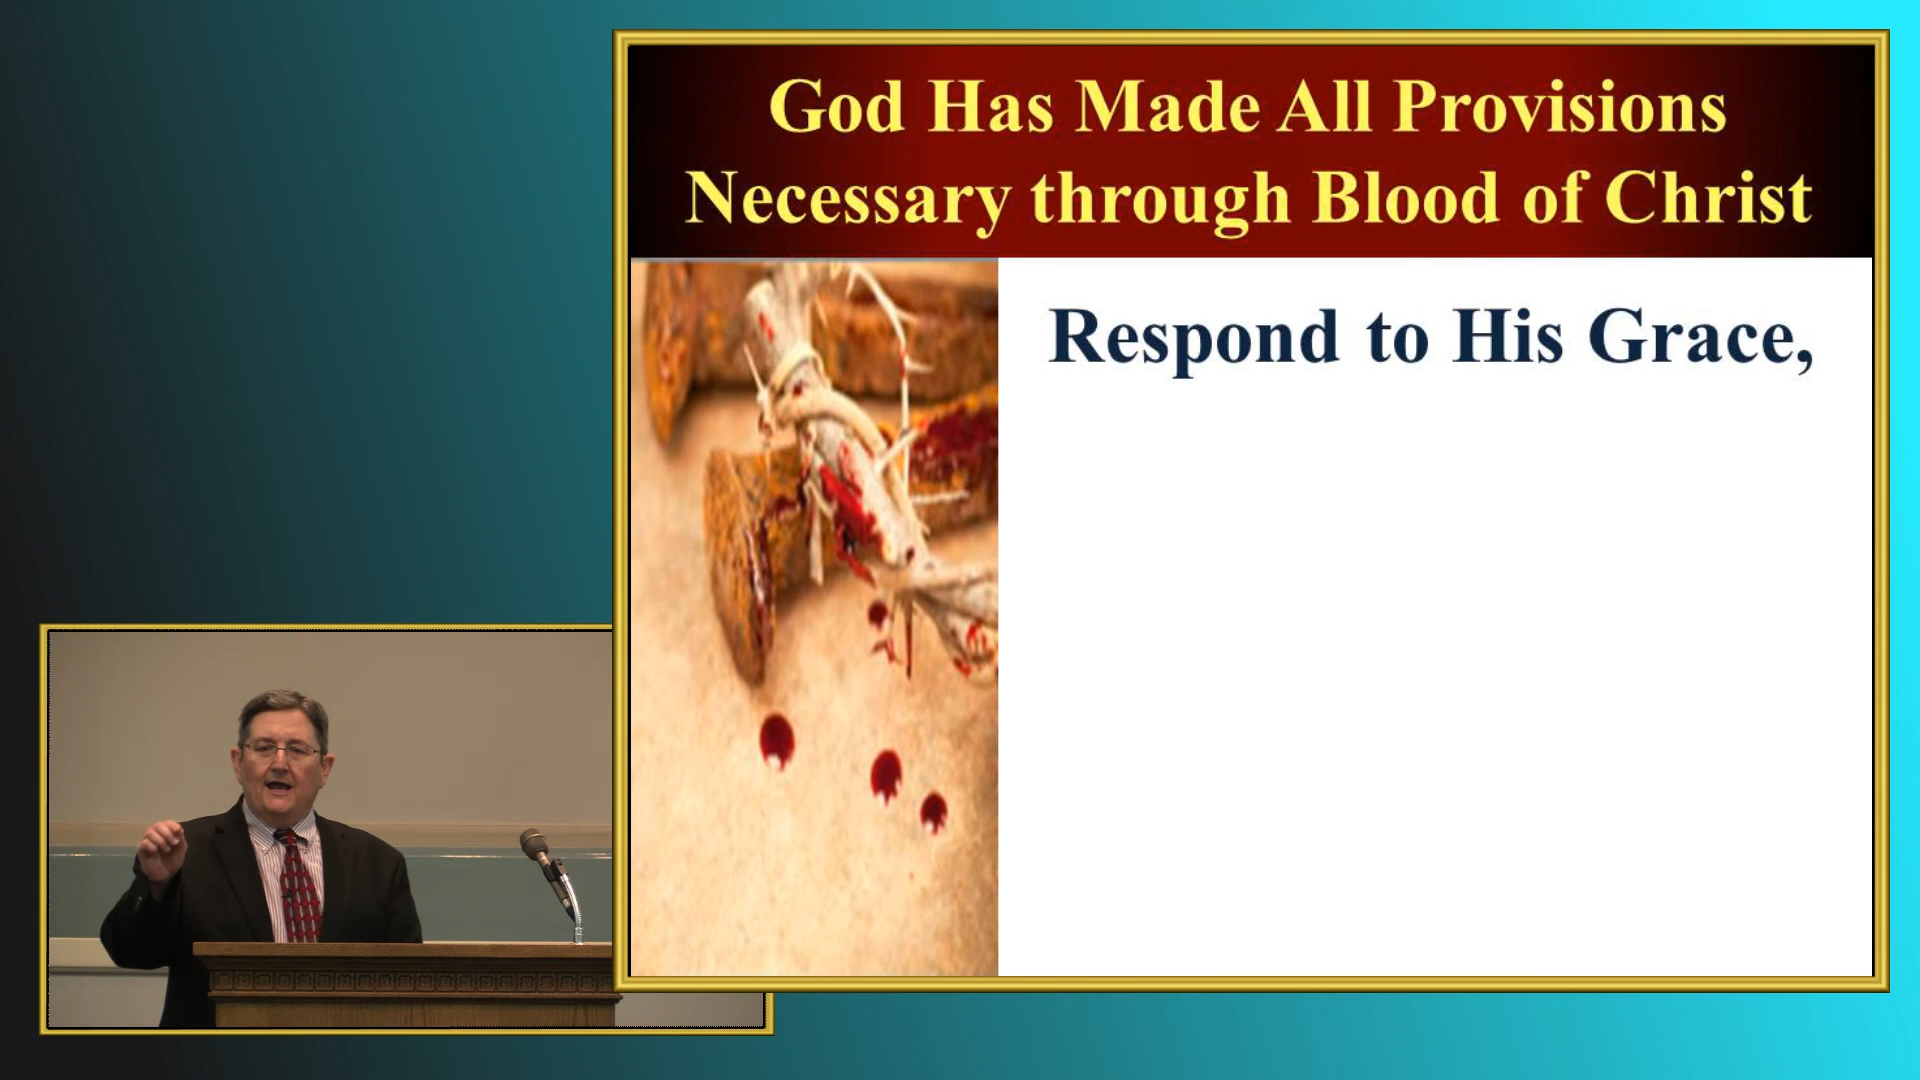 God Has Made All Provisions
Necessary through Blood of Christ
Respond to His Grace,